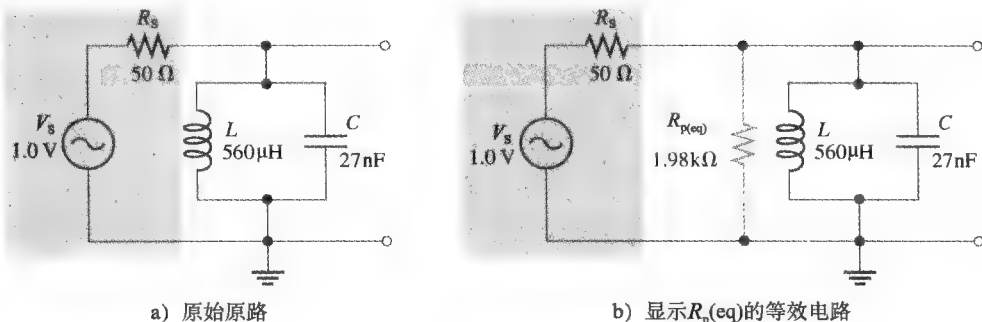 R_S
50 Ω
V_S
1.0 V
L
560μH
C
27nF
a) 原始原路
R_S
50 Ω
V_S
1.0 V
R_p(eq)
1.98kΩ
L
560μH
C
27nF
b) 显示R_p(eq)的等效电路